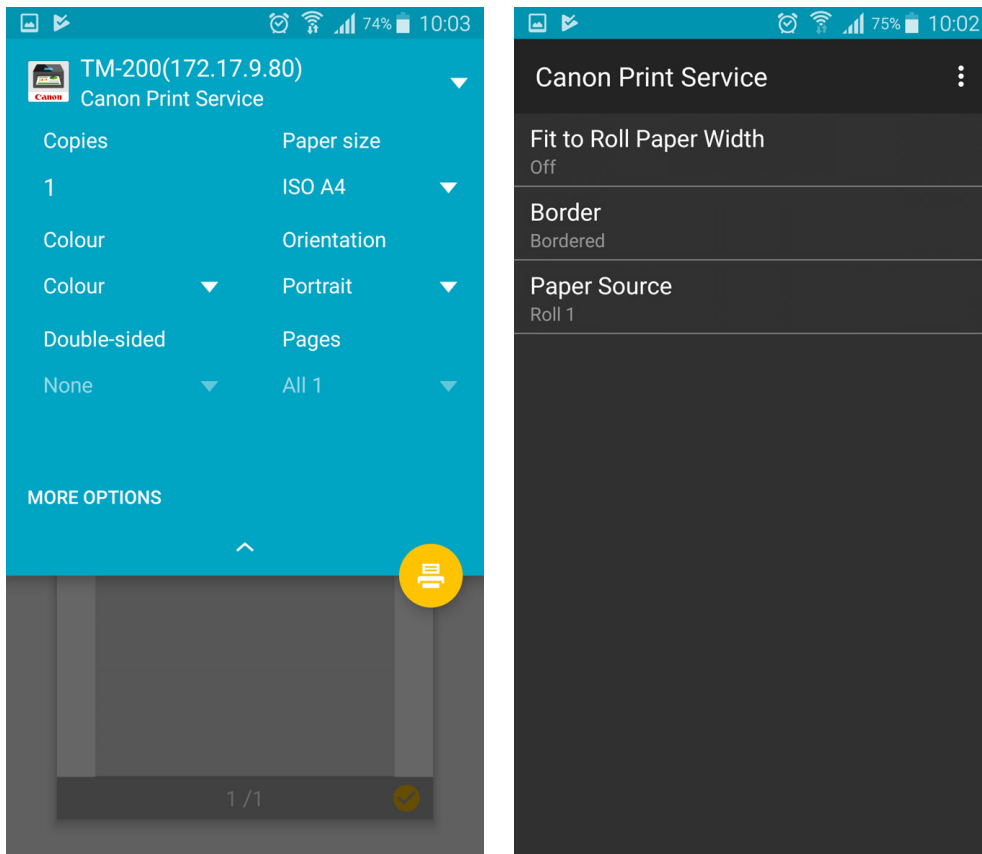 74% 10:03
TM-200(172.17.9.80)
Canon
Canon Print Service
Copies Paper size
1 ISO A4
Colour Orientation
Colour Portrait
Double-sided Pages
None All 1
MORE OPTIONS
1 /1
75% 10:02
Canon Print Service
Fit to Roll Paper Width
Off
Border
Bordered
Paper Source
Roll 1